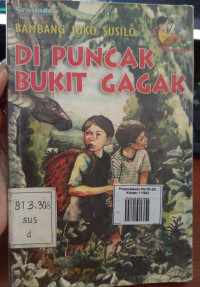 BAMBANG JOKO SUSILO
DI PUNCAK
BUKIT GAGAK
813.308
sus
d